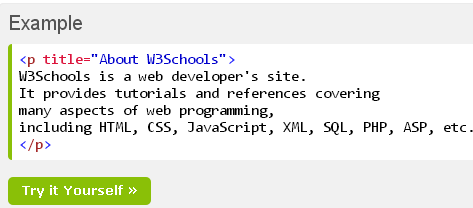 Example
<p title="About W3Schools">
W3Schools is a web developer's site.
It provides tutorials and references covering
many aspects of web programming,
including HTML, CSS, JavaScript, XML, SQL, PHP, ASP, etc.
</p>
Try it Yourself »